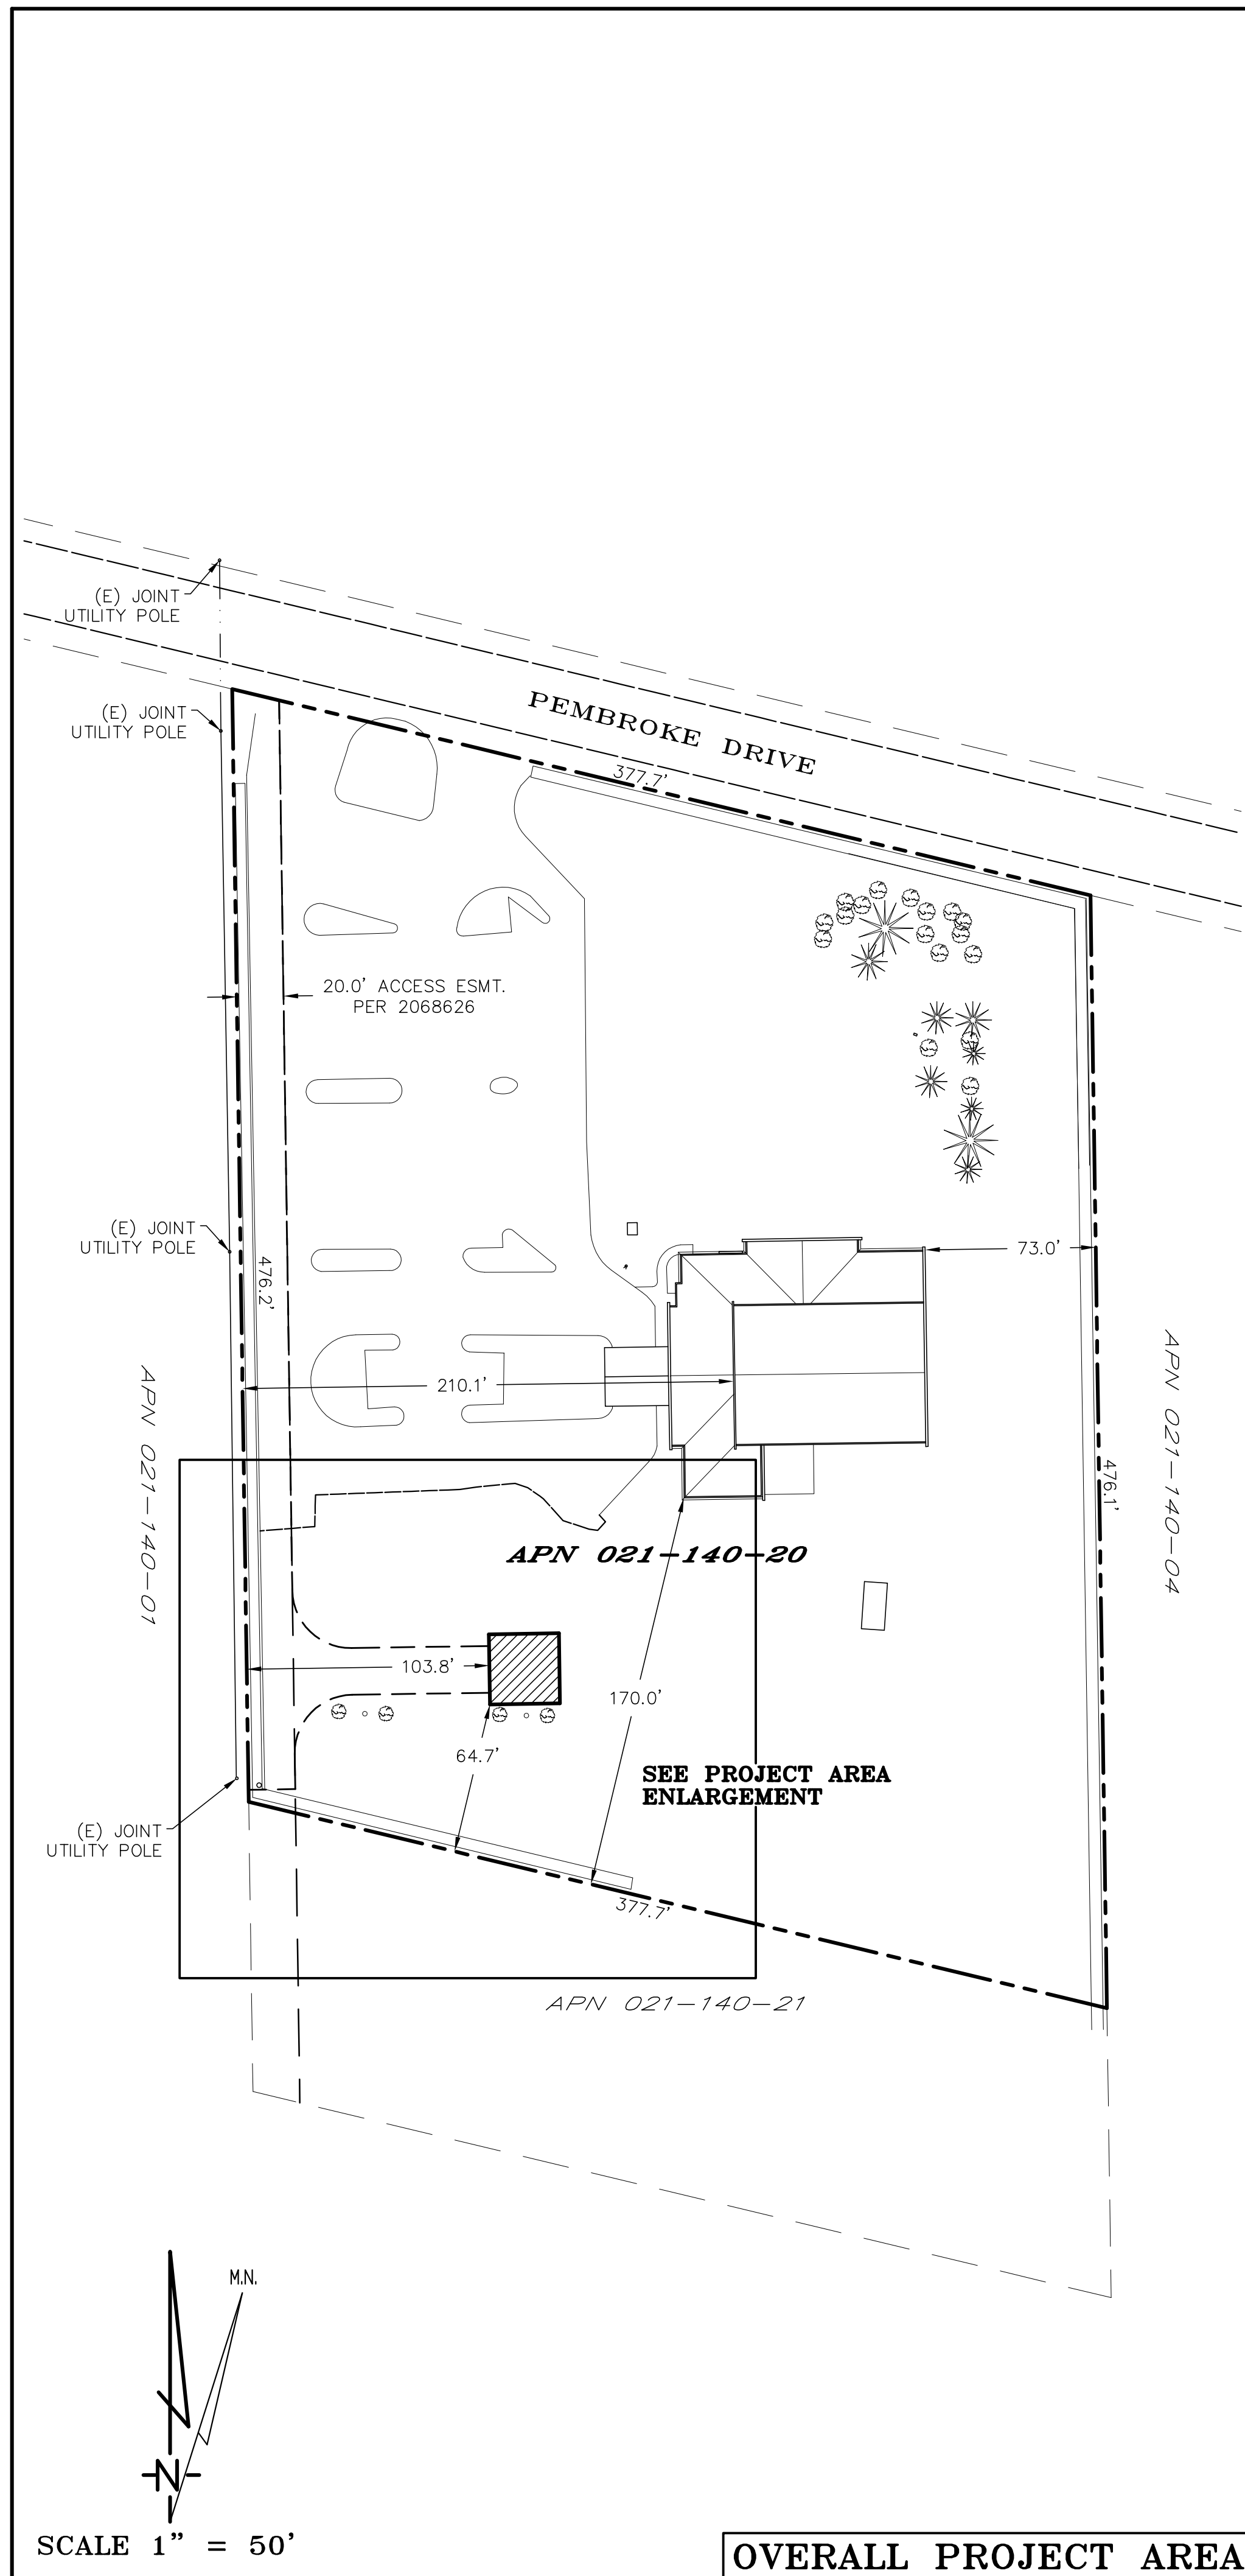 (E) JOINT
UTILITY POLE
PEMBROKE DRIVE
(E) JOINT
UTILITY POLE
377.7'
20.0' ACCESS ESMT.
PER 2068626
(E) JOINT
UTILITY POLE
73.0'
476.2'
APN 021-140-04
APN 021-140-01
210.1'
476.1'
APN 021-140-20
103.8'
170.0'
64.7'
SEE PROJECT AREA
ENLARGEMENT
(E) JOINT
UTILITY POLE
377.7'
APN 021-140-21
M.N.
N
SCALE 1" = 50'
OVERALL PROJECT AREA